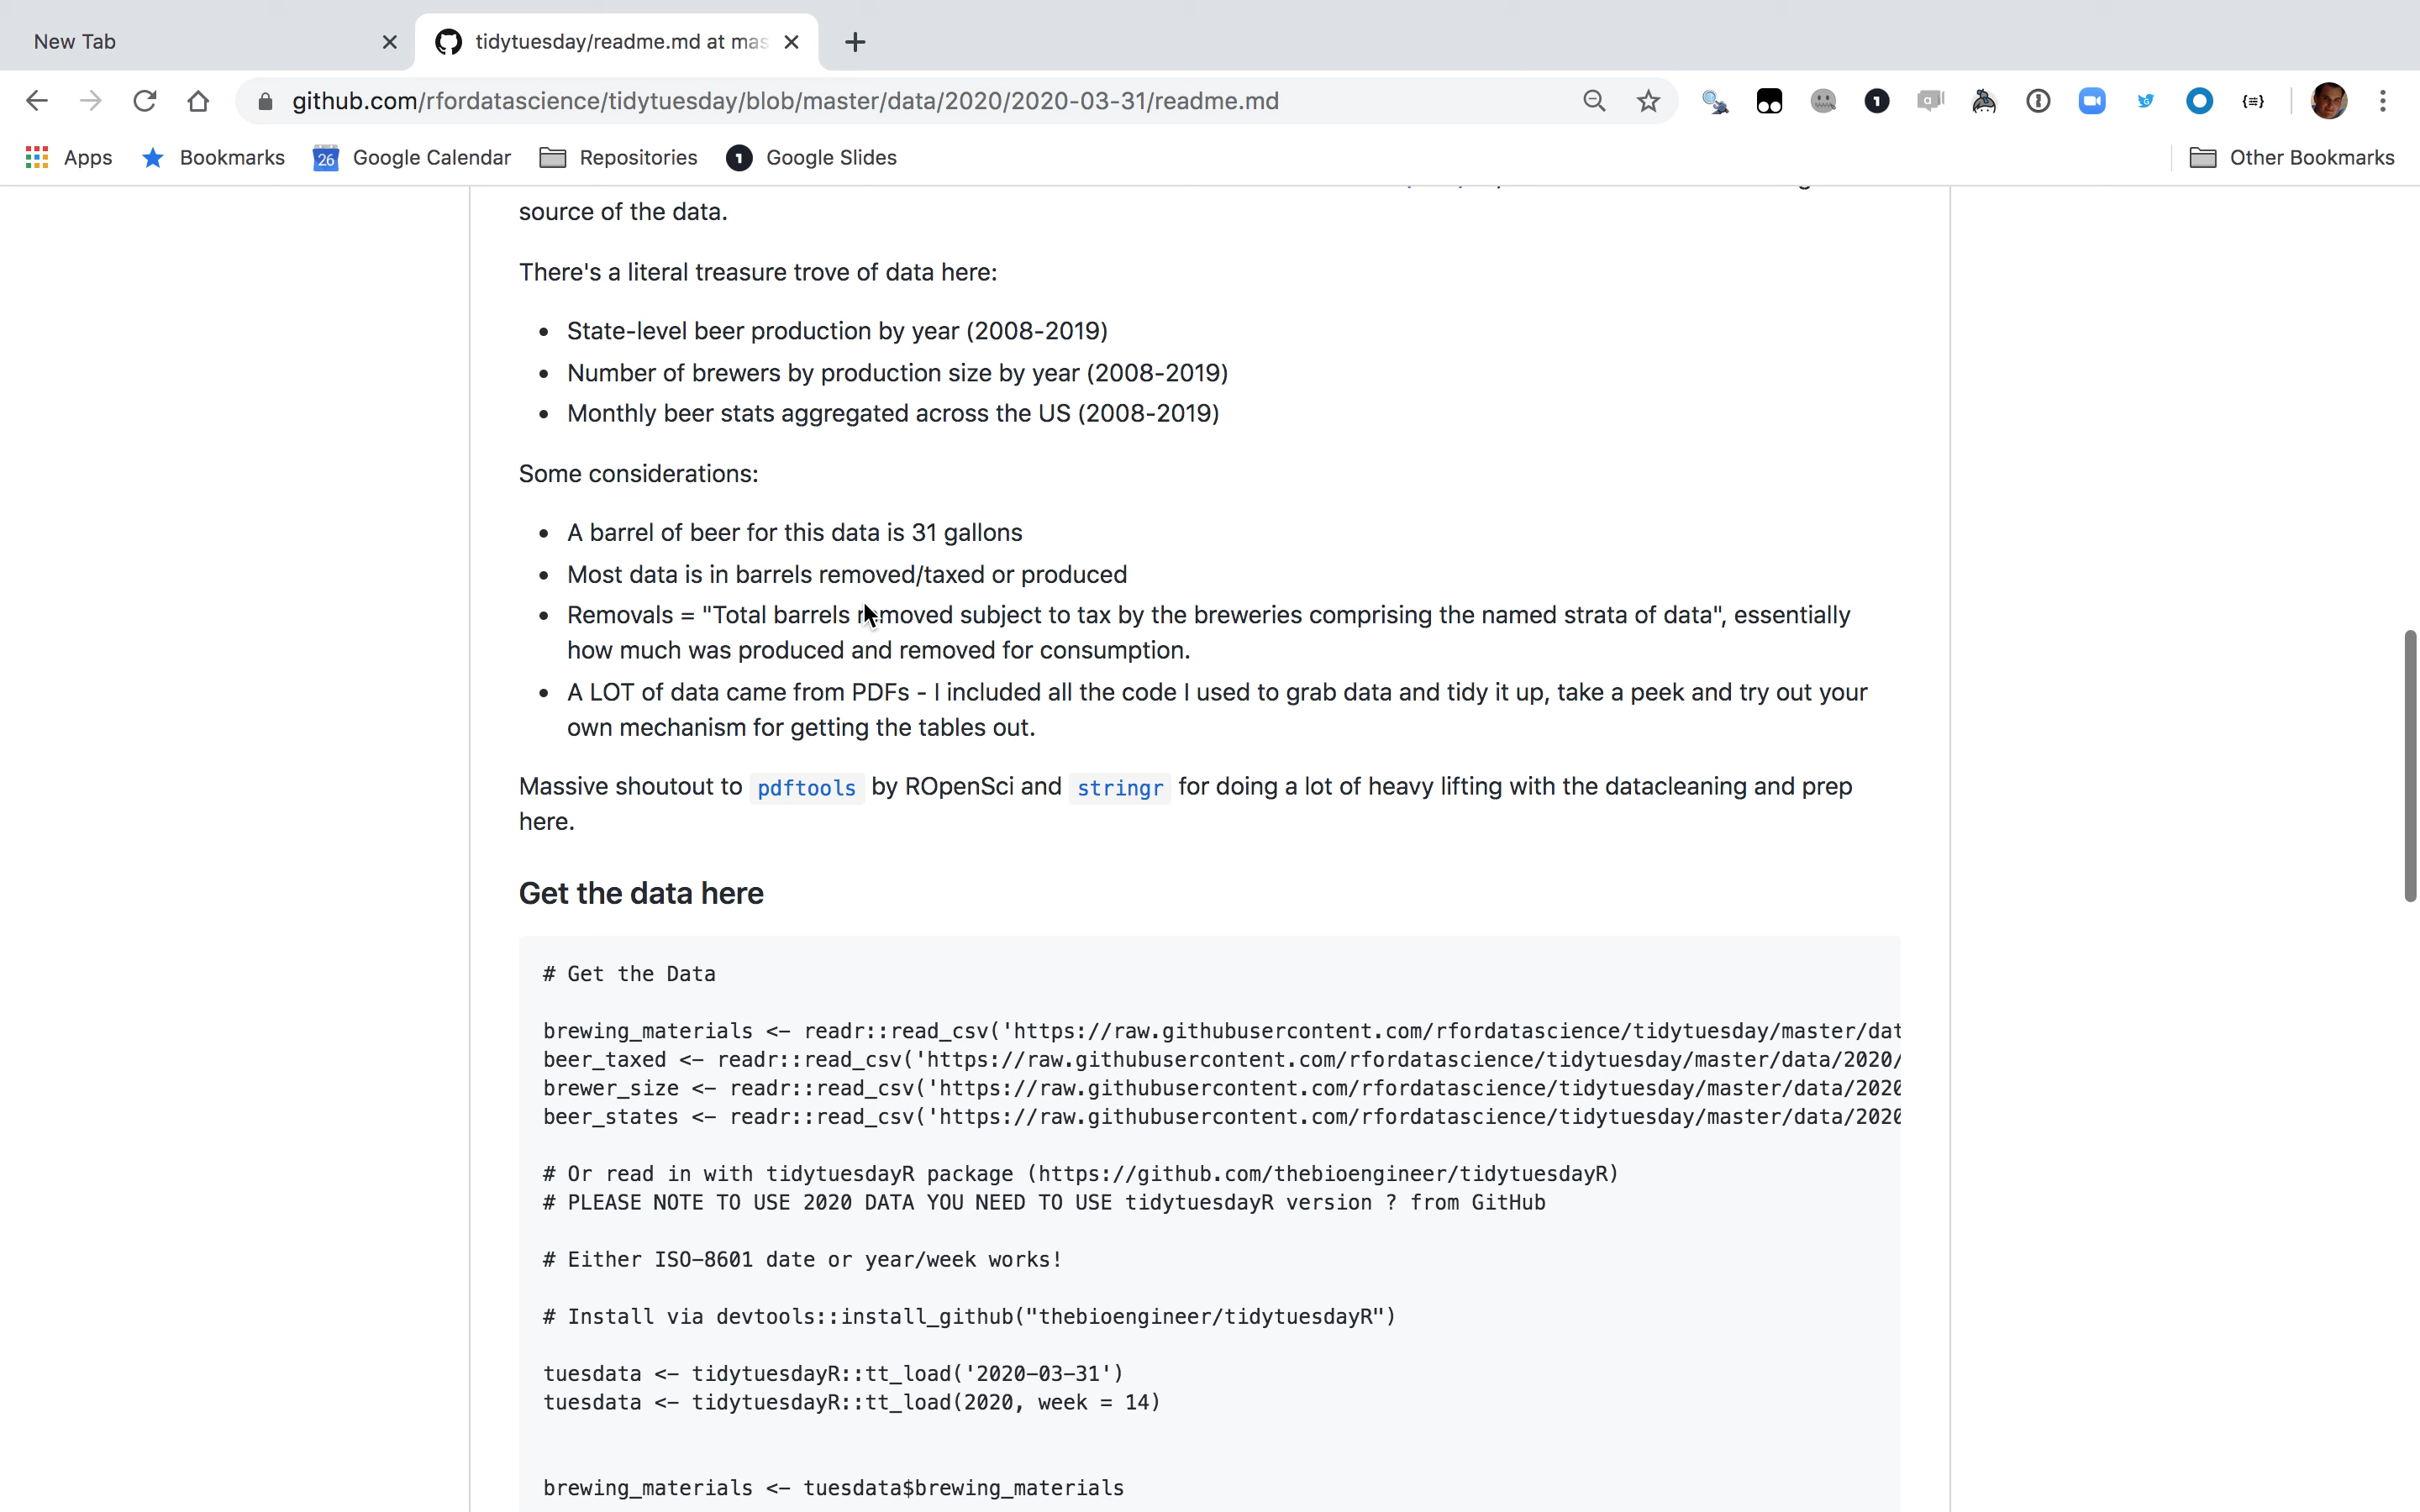 New Tab
tidytuesday/readme.md at mas
github.com/rfordatascience/tidytuesday/blob/master/data/2020/2020-03-31/readme.md
Apps
Bookmarks
26
Google Calendar
Repositories
Google Slides
Other Bookmarks
source of the data.
There's a literal treasure trove of data here:
• State-level beer production by year (2008-2019)
• Number of brewers by production size by year (2008-2019)
• Monthly beer stats aggregated across the US (2008-2019)
Some considerations:
• A barrel of beer for this data is 31 gallons
• Most data is in barrels removed/taxed or produced
• Removals = "Total barrels removed subject to tax by the breweries comprising the named strata of data", essentially
how much was produced and removed for consumption.
• A LOT of data came from PDFs - I included all the code I used to grab data and tidy it up, take a peek and try out your
own mechanism for getting the tables out.
Massive shoutout to pdftools by ROpenSci and stringr for doing a lot of heavy lifting with the datacleaning and prep
here.
Get the data here
# Get the Data
brewing_materials <- readr::read_csv('https://raw.githubusercontent.com/rfordatascience/tidytuesday/master/dat
beer_taxed <- readr::read_csv('https://raw.githubusercontent.com/rfordatascience/tidytuesday/master/data/2020/
brewer_size <- readr::read_csv('https://raw.githubusercontent.com/rfordatascience/tidytuesday/master/data/2020
beer_states <- readr::read_csv('https://raw.githubusercontent.com/rfordatascience/tidytuesday/master/data/2020
# Or read in with tidytuesdayR package (https://github.com/thebioengineer/tidytuesdayR)
# PLEASE NOTE TO USE 2020 DATA YOU NEED TO USE tidytuesdayR version ? from GitHub
# Either ISO-8601 date or year/week works!
# Install via devtools::install_github("thebioengineer/tidytuesdayR")
tuesdata <- tidytuesdayR::tt_load('2020-03-31')
tuesdata <- tidytuesdayR::tt_load(2020, week = 14)
brewing_materials <- tuesdata$brewing_materials